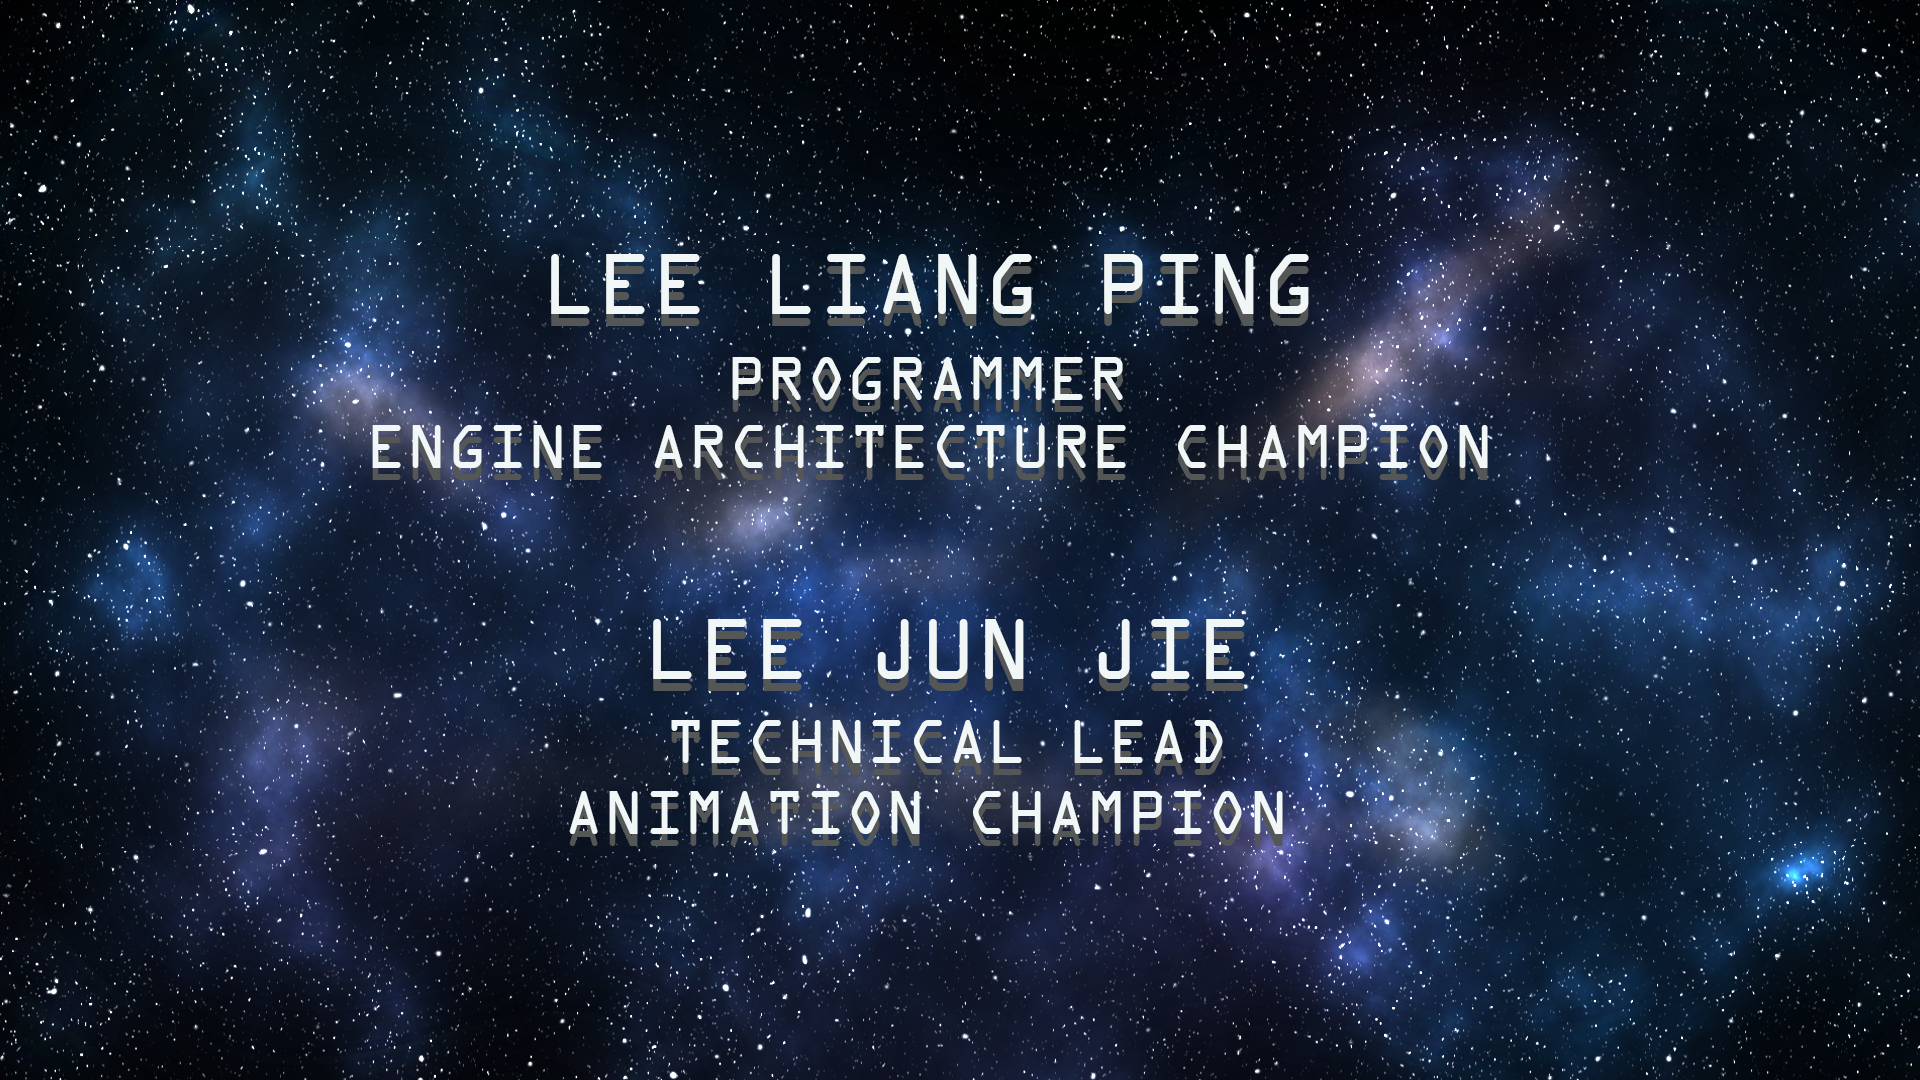 LEE LIANG PING
PROGRAMMER
ENGINE ARCHITECTURE CHAMPION
LEE JUN JIE
TECHNICAL LEAD
ANIMATION CHAMPION